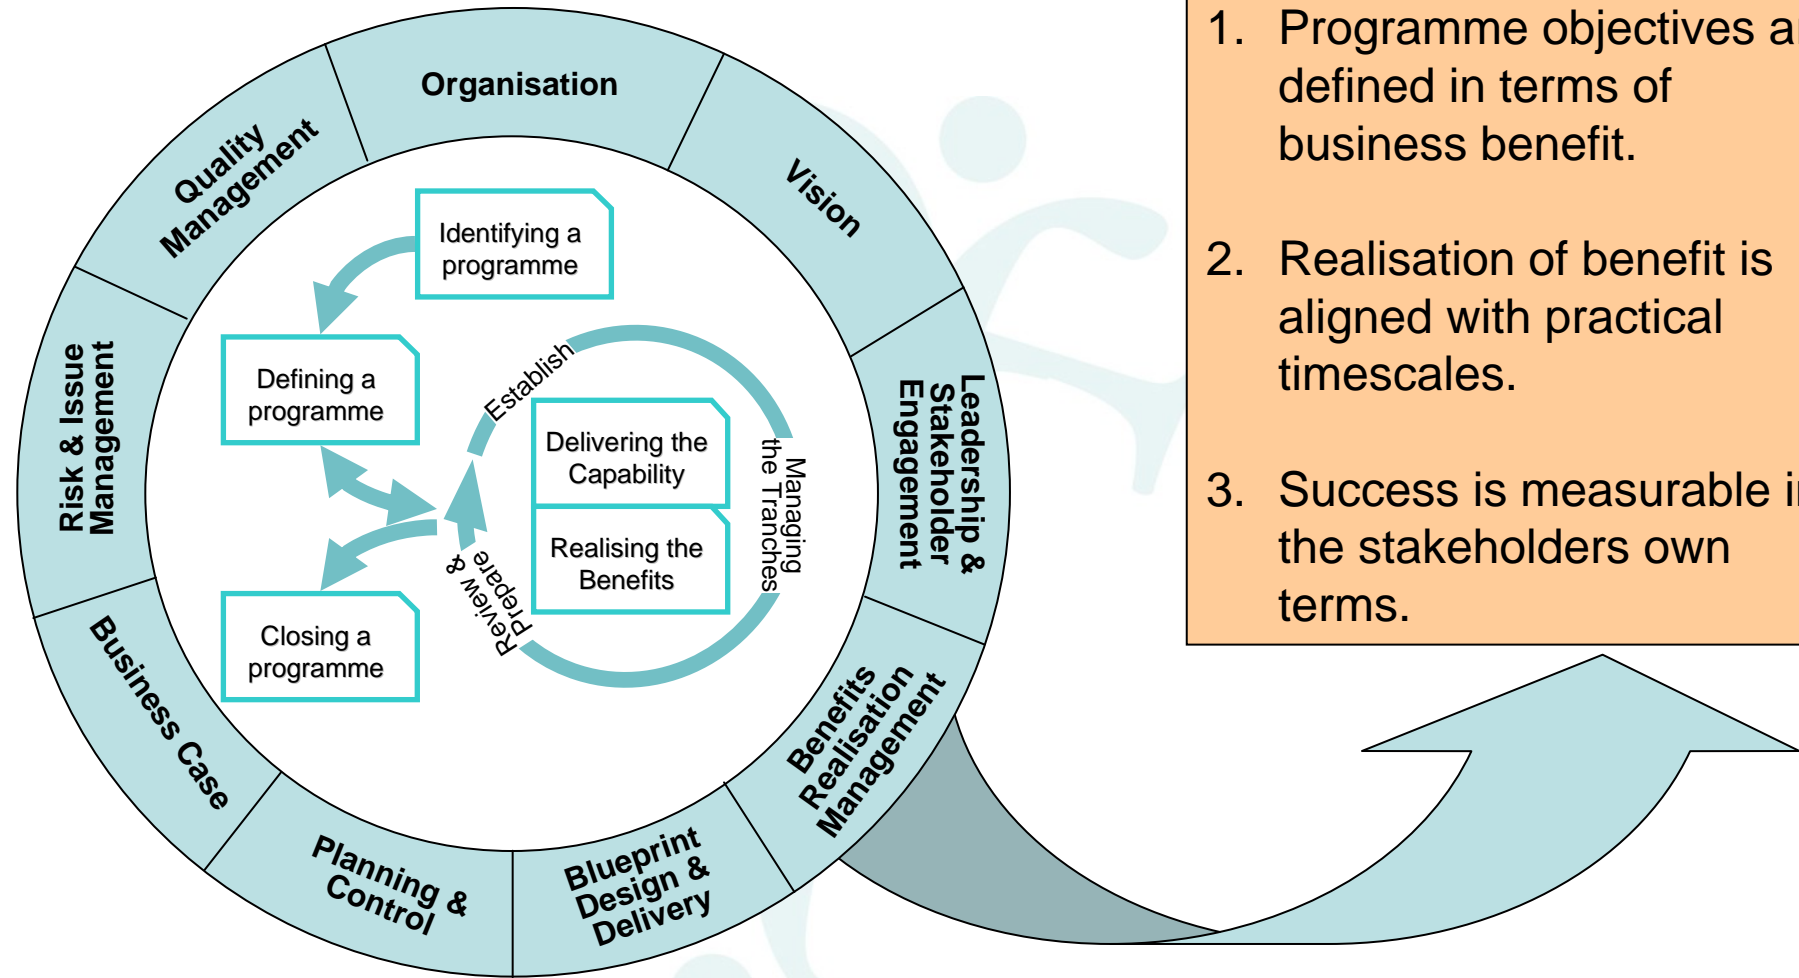 Organisation
Vision
Leadership &
Stakeholder
Engagement
Benefits
Realisation
Management
Blueprint
Design &
Delivery
Planning &
Control
Business Case
Risk & Issue
Management
Quality
Management
Identifying a
programme
Defining a
programme
Closing a
programme
Establish
Managing
the Tranches
Review &
Prepare
Delivering the
Capability
Realising the
Benefits
1. Programme objectives
defined in terms of
business benefit.
2. Realisation of benefit is
aligned with practical
timescales.
3. Success is measurable
the stakeholders own
terms.